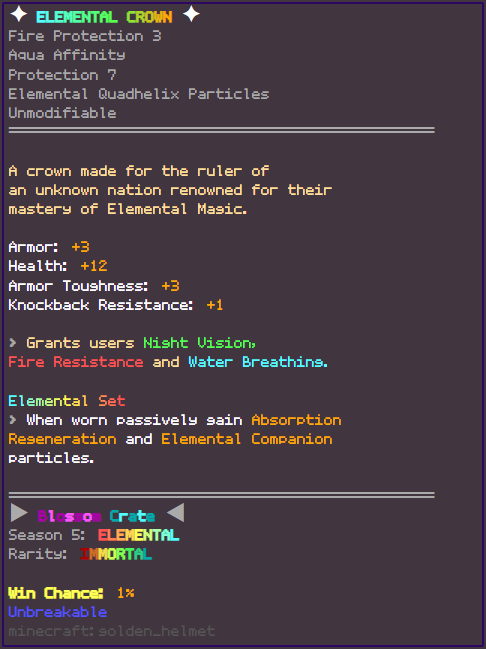 ✦ ELEMENTAL CROWN ✦
Fire Protection 3
Aqua Affinity
Protection 7
Elemental Quadhelix Particles
Unmodifiable
A crown made for the ruler of
an unknown nation renowned for their
mastery of Elemental Magic.
Armor: +3
Health: +12
Armor Toughness: +3
Knockback Resistance: +1
> Grants users Night Vision,
Fire Resistance and Water Breathing.
Elemental Set
> When worn passively gain Absorption
Regeneration and Elemental Companion
particles.
▶ Blossom Crate ◀
Season 5: ELEMENTAL
Rarity: IMMORTAL
Win Chance: 1%
Unbreakable
minecraft:golden_helmet